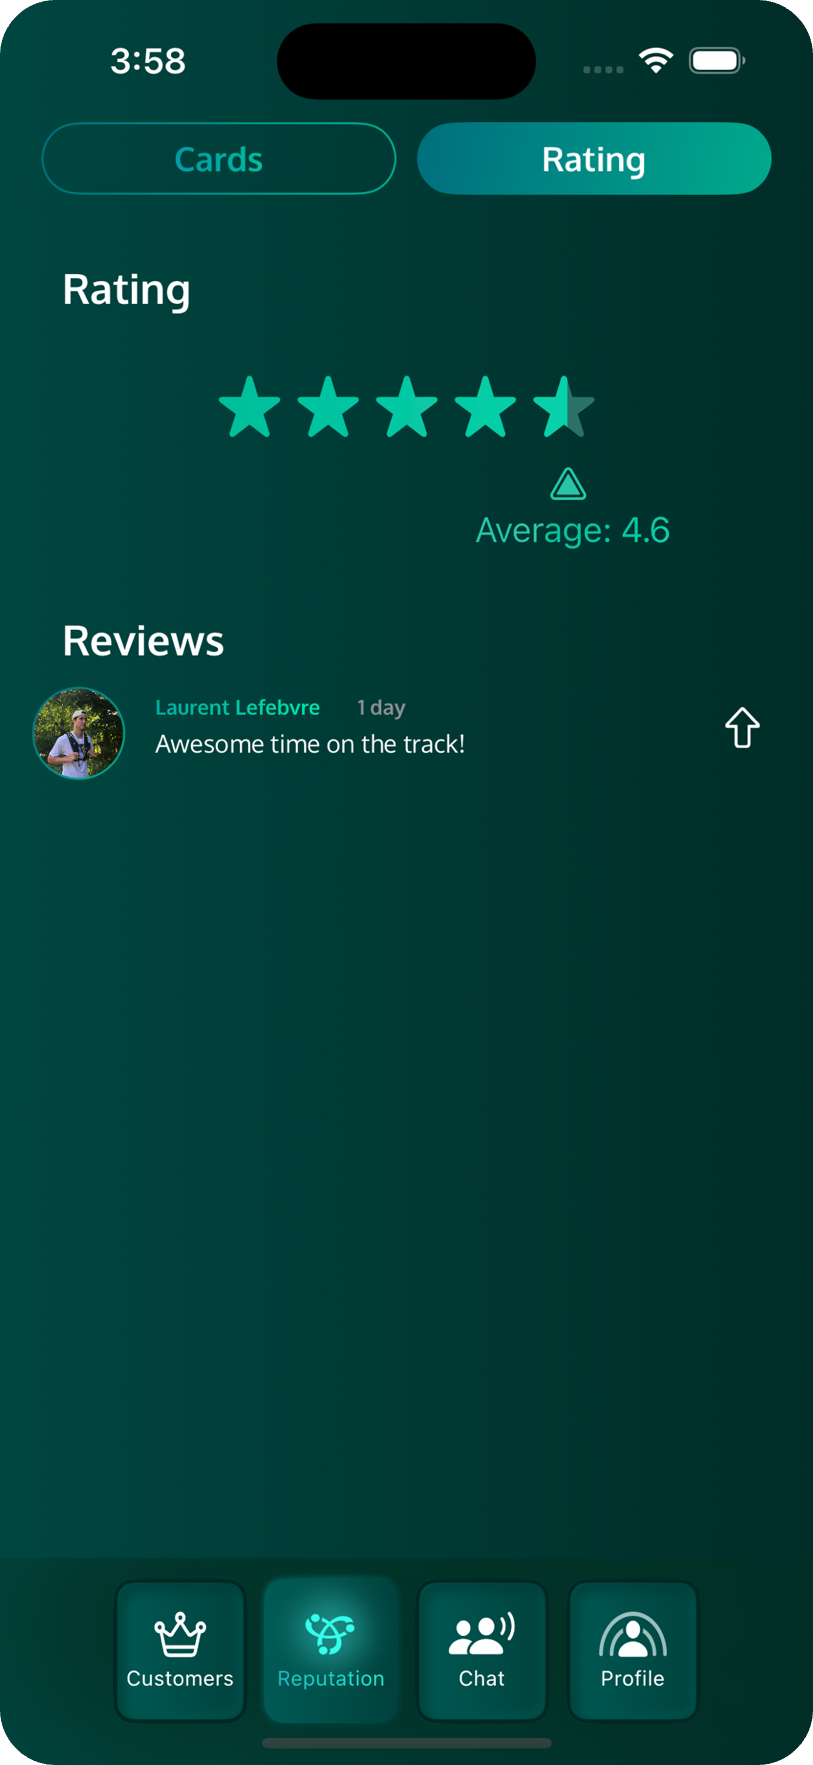 3:58
Cards
Rating
Rating
Average: 4.6
Reviews
Laurent Lefebvre 1 day
Awesome time on the track!
Customers
Reputation
Chat
Profile